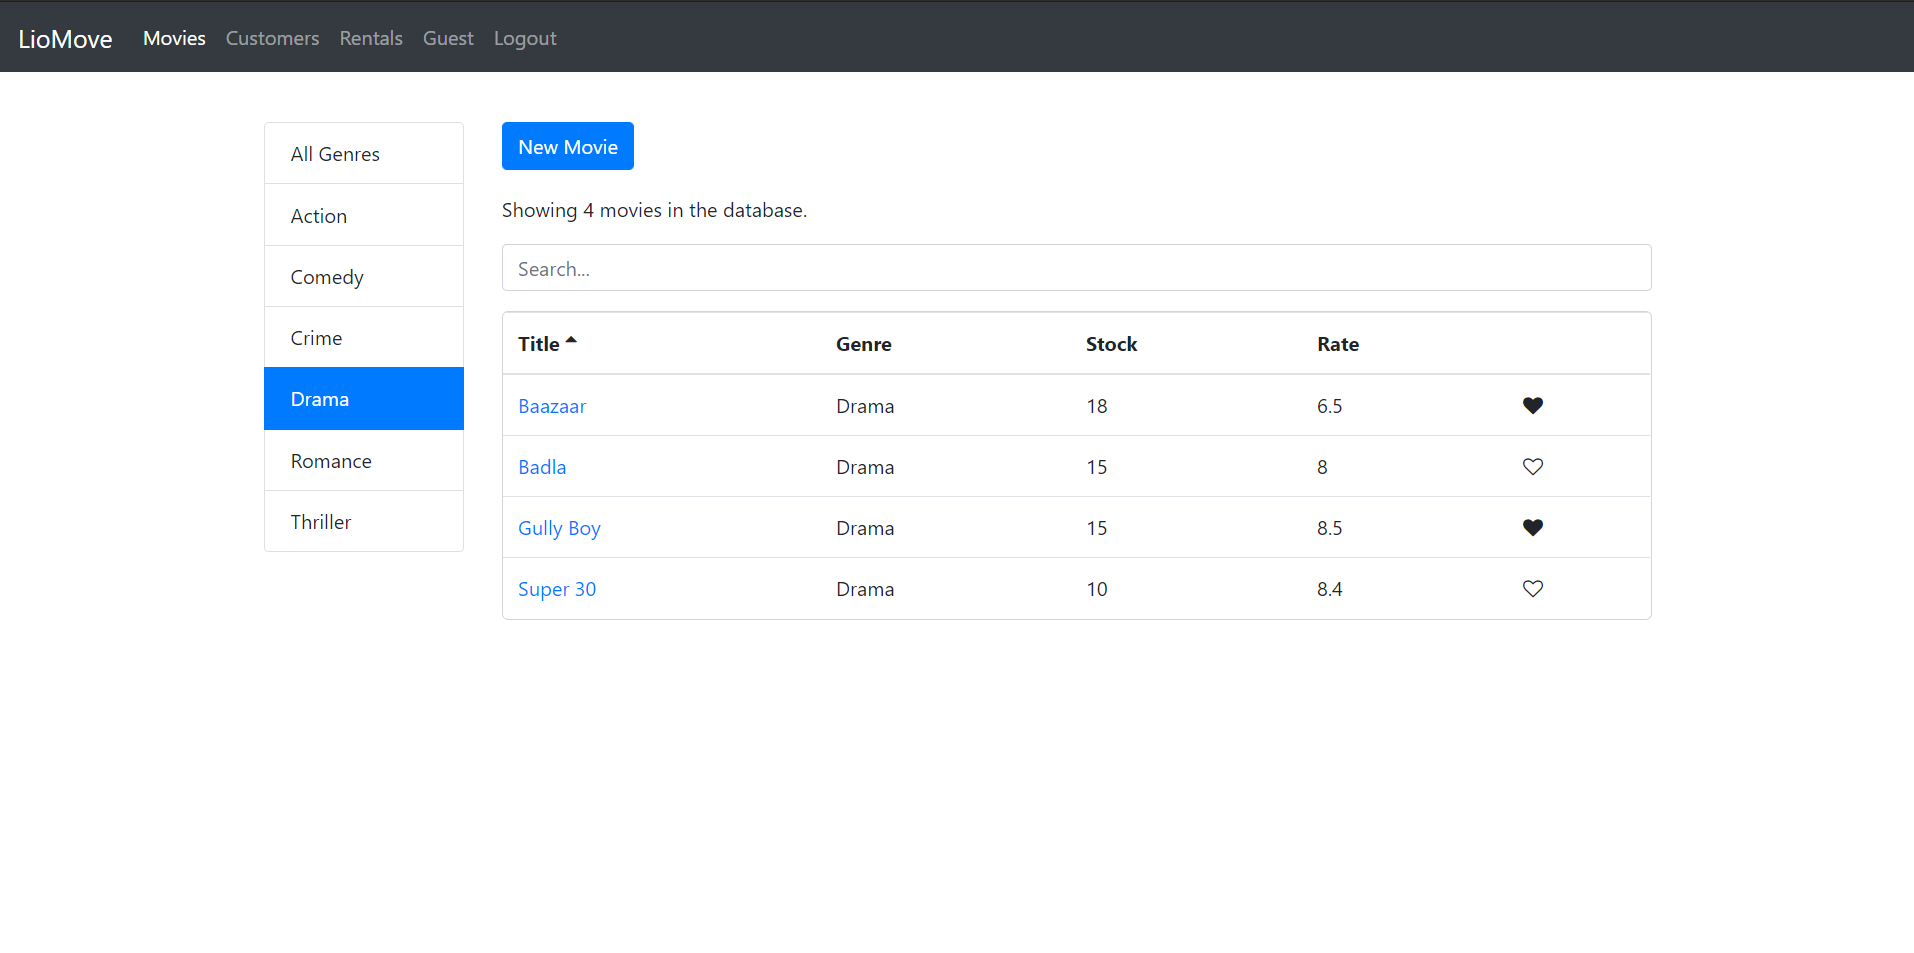 LioMove Movies Customers Rentals Guest Logout
All Genres
Action
Comedy
Crime
Drama
Romance
Thriller
New Movie
Showing 4 movies in the database.
Search...
Title Genre Stock Rate
Baazaar Drama 18 6.5
Badla Drama 15 8
Gully Boy Drama 15 8.5
Super 30 Drama 10 8.4